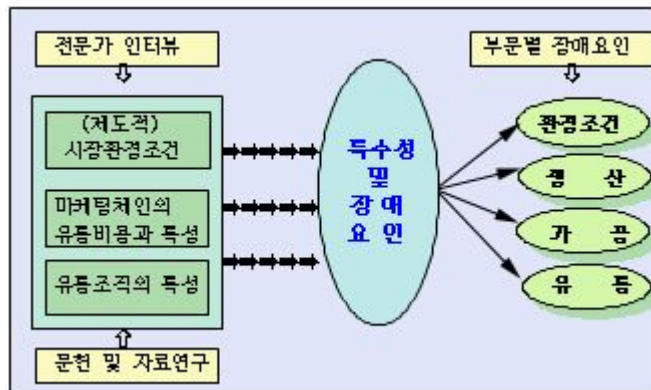 전문가 인터뷰
(제도적)
시장환경조건
마케팅체인의
유통비용과 특성
유통조직의 특성
문헌 및 자료연구
특수성
및
장애
요인
부문별 장애요인
환경조건
생 산
가 공
유 통